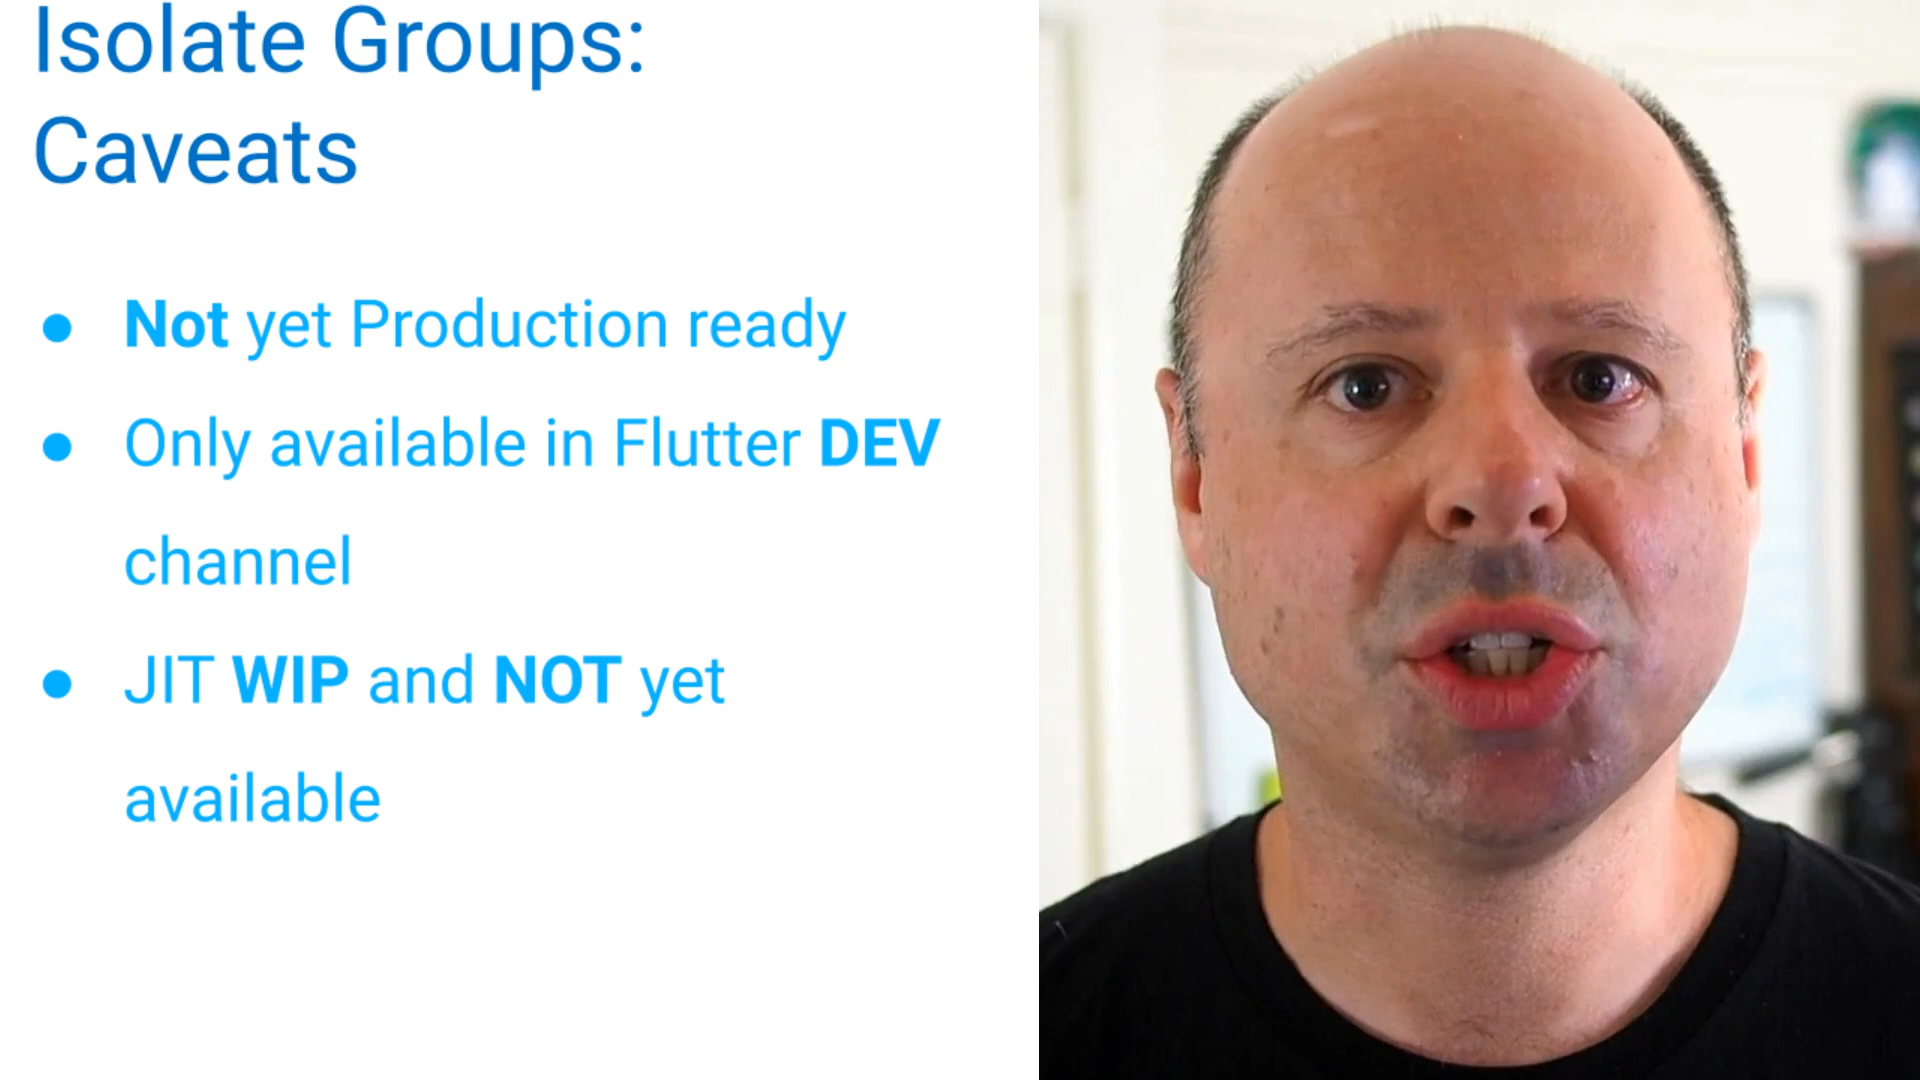 Isolate Groups:
Caveats
● Not yet Production ready
● Only available in Flutter DEV
channel
● JIT WIP and NOT yet
available